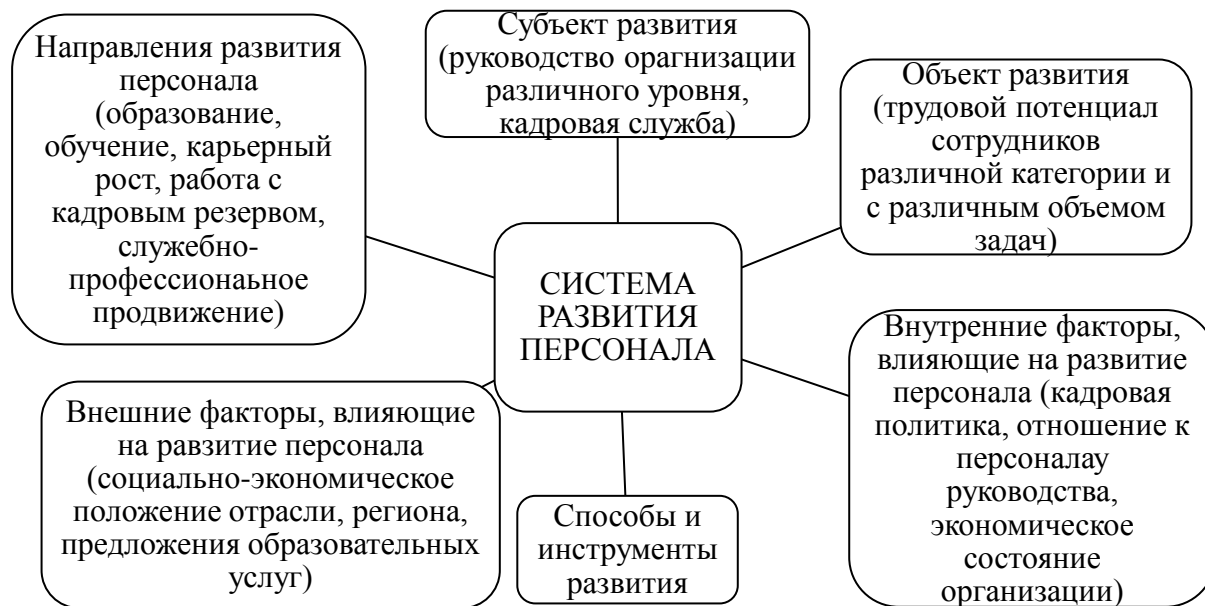 Направления развития
персонала
(образование,
обучение, карьерный
рост, работа с
кадровым резервом,
служебно-
профессионаьное
продвижение)
Субъект развития
(руководство орагнизации
различного уровня,
кадровая служба)
Объект развития
(трудовой потенциал
сотрудников
различной категории и
с различным объемом
задач)
СИСТЕМА
РАЗВИТИЯ
ПЕРСОНАЛА
Внешние факторы, влияющие
на равзитие персонала
(социально-экономическое
положение отрасли, региона,
предложения образовательных
услуг)
Способы и
инструменты
развития
Внутренние факторы,
влияющие на развитие
персонала (кадровая
политика, отношение к
персоналау
руководства,
экономическое
состояние
организации)